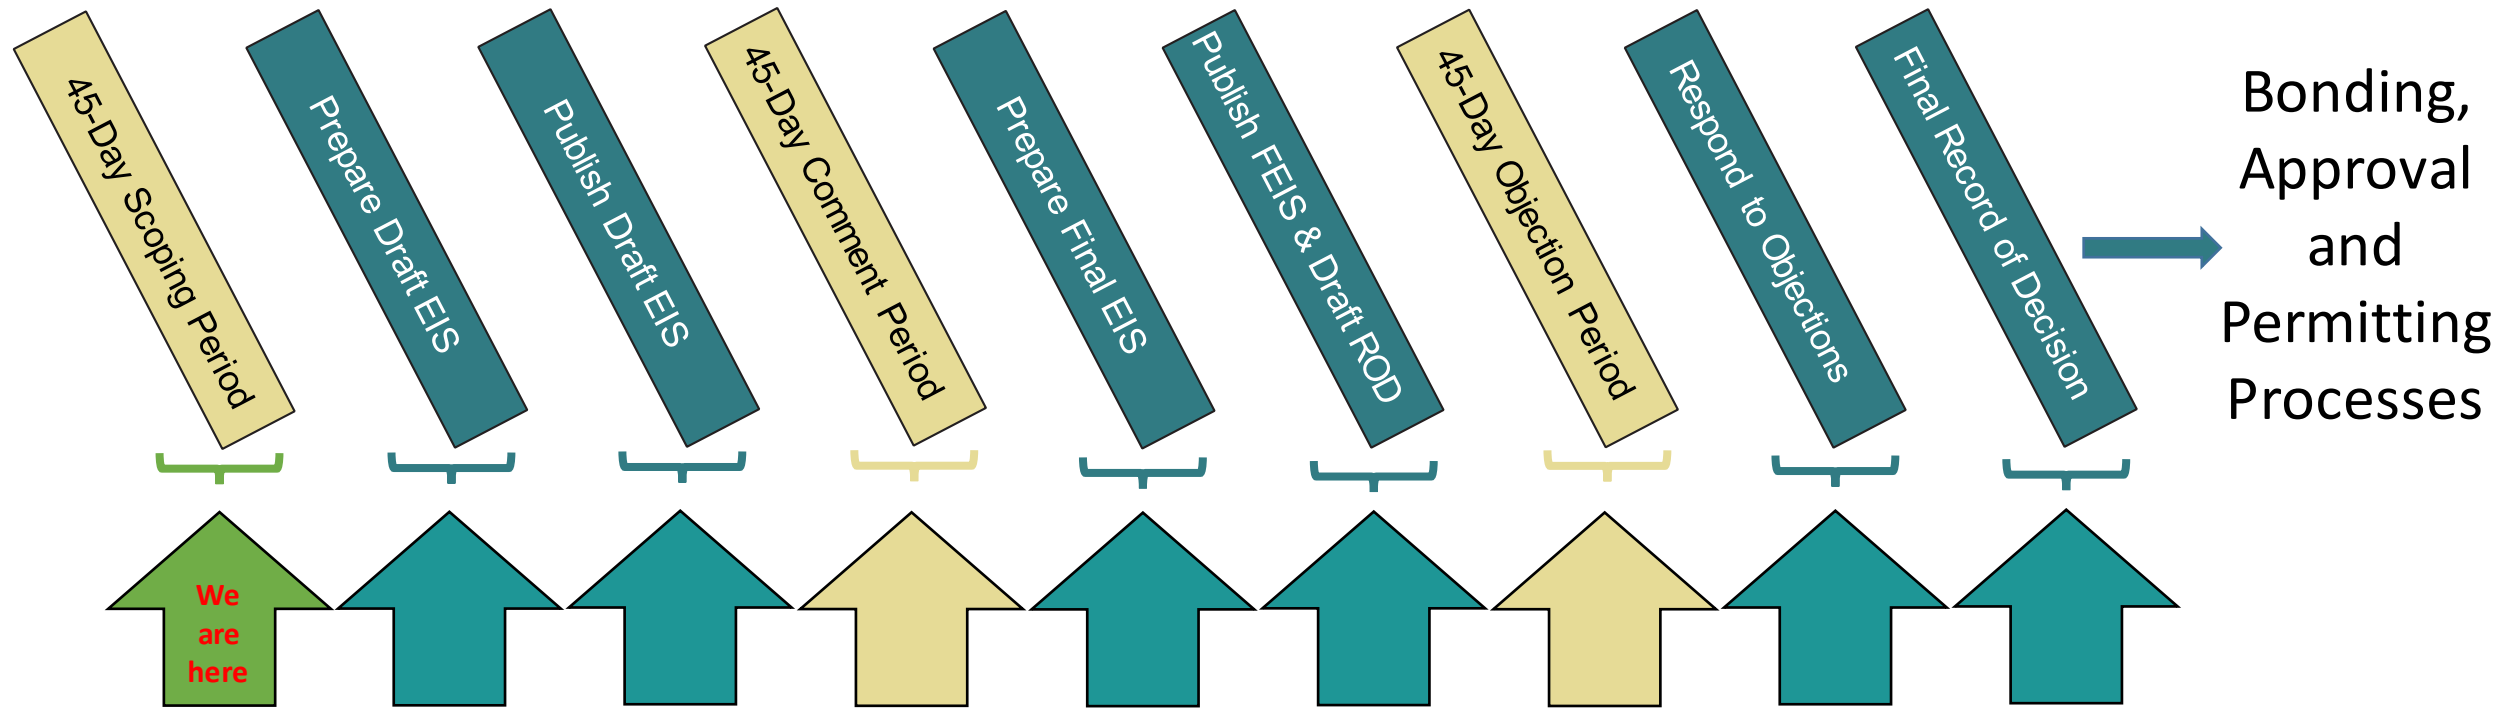 45-Day Scoping Period
Prepare Draft EIS
Publish Draft EIS
45-Day Comment Period
Prepare Final EIS
Publish FEIS & Draft ROD
45-Day Objection Period
Respond to Objections
Final Record of Decision
Bonding,
Approval
and
Permitting
Processes
We
are
here